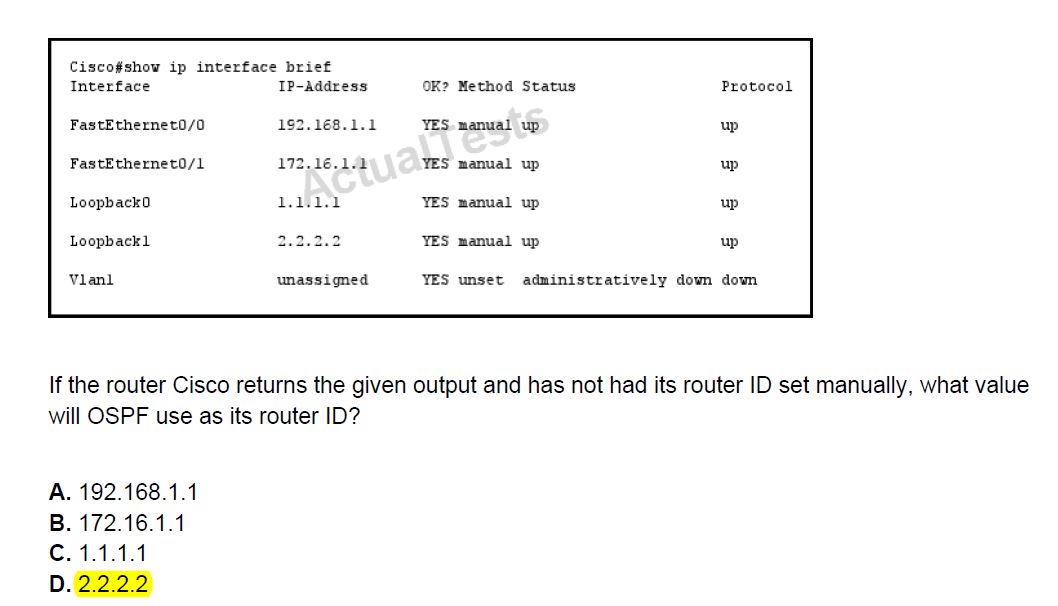 Cisco#show ip interface brief
Interface IP-Address OK? Method Status Protocol
FastEthernet0/0 192.168.1.1 YES manual up up
FastEthernet0/1 172.16.1.1 YES manual up up
Loopback0 1.1.1.1 YES manual up up
Loopback1 2.2.2.2 YES manual up up
Vlan1 unassigned YES unset administratively down down
ActualTests
If the router Cisco returns the given output and has not had its router ID set manually, what value
will OSPF use as its router ID?
A. 192.168.1.1
B. 172.16.1.1
C. 1.1.1.1
D. 2.2.2.2